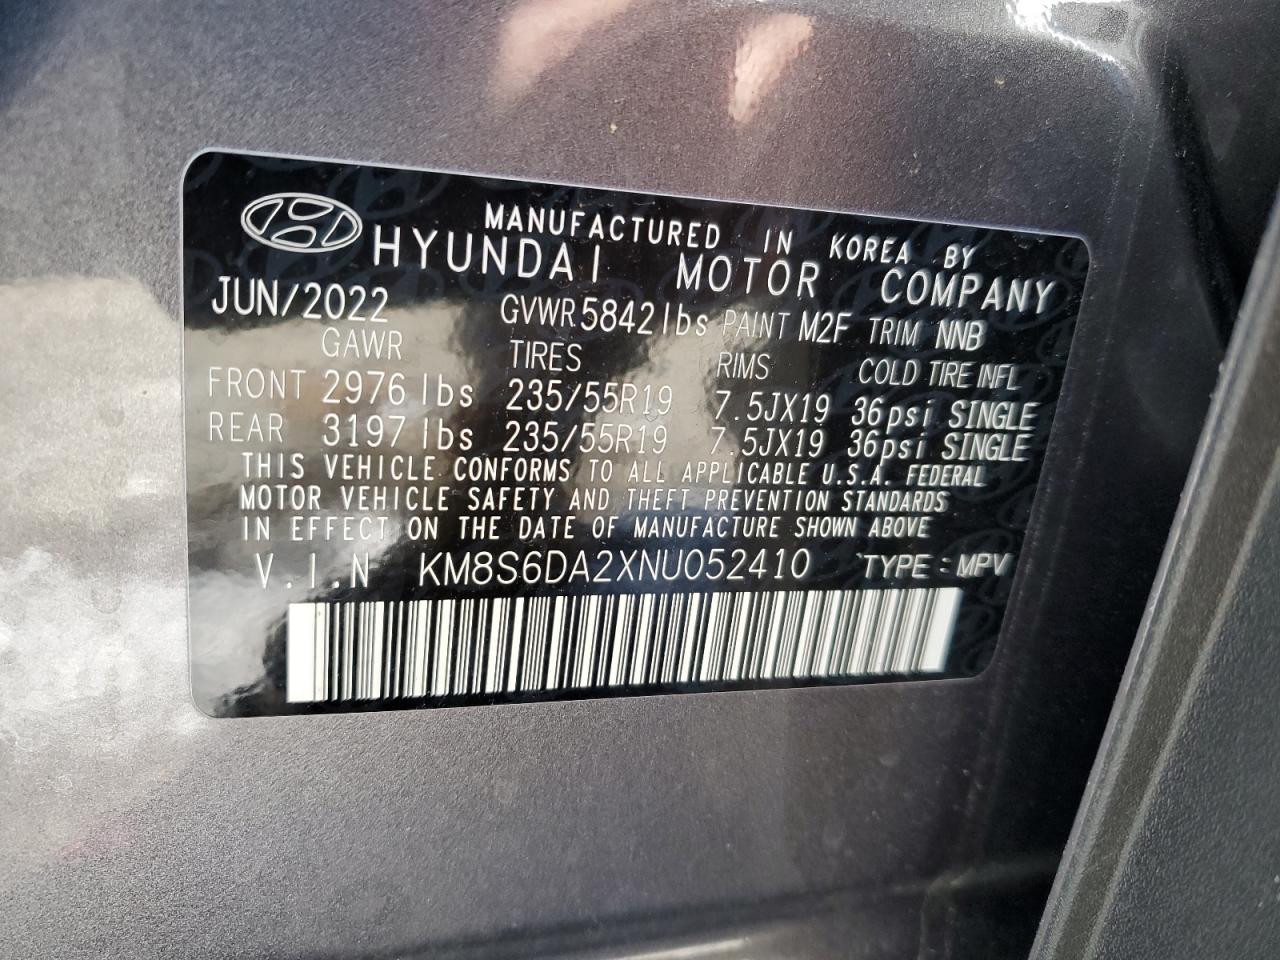 MANUFACTURED IN KOREA BY
HYUNDAI MOTOR COMPANY
JUN/2022 GVWR 5842 lbs PAINT M2F TRIM NNB
GAWR TIRES RIMS COLD TIRE INFL
FRONT 2976 lbs 235/55R19 7.5JX19 36psi SINGLE
REAR 3197 lbs 235/55R19 7.5JX19 36psi SINGLE
THIS VEHICLE CONFORMS TO ALL APPLICABLE U.S.A. FEDERAL
MOTOR VEHICLE SAFETY AND THEFT PREVENTION STANDARDS
IN EFFECT ON THE DATE OF MANUFACTURE SHOWN ABOVE
V.I.N KM8S6DA2XNU052410 TYPE : MPV